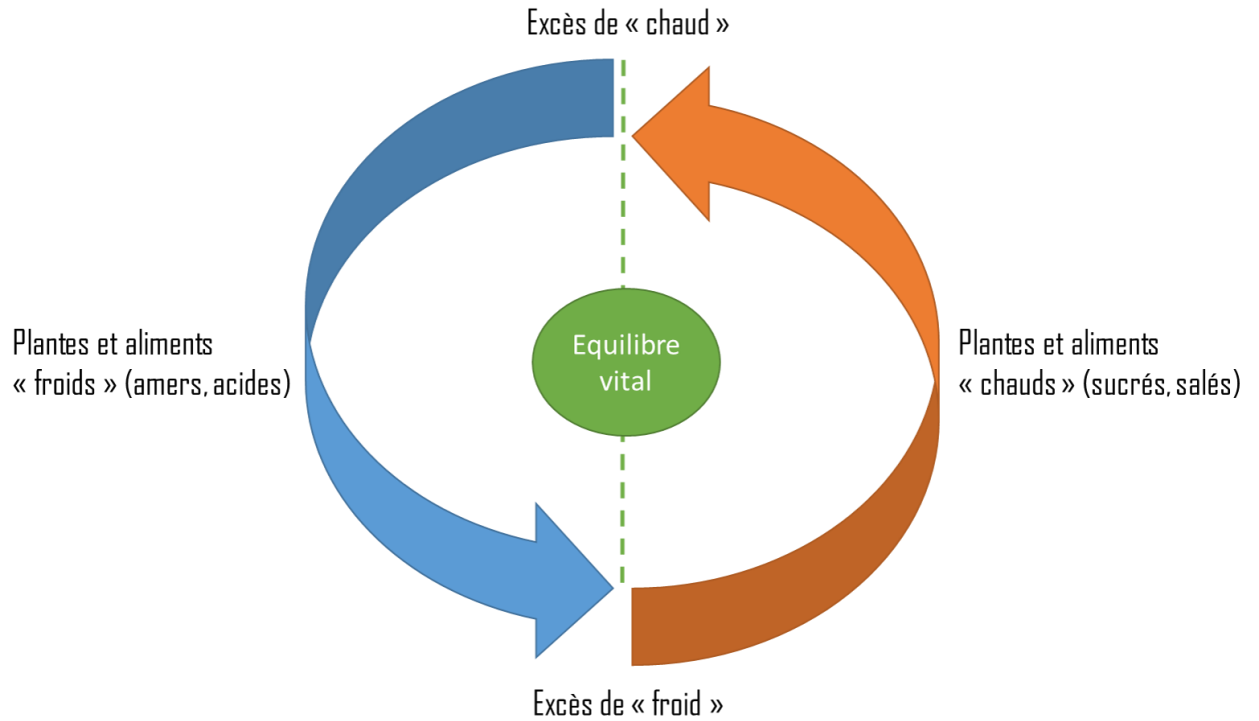 Excès de « chaud »
Plantes et aliments
« froids » (amers, acides)
Equilibre
vital
Plantes et aliments
« chauds » (sucrés, salés)
Excès de « froid »